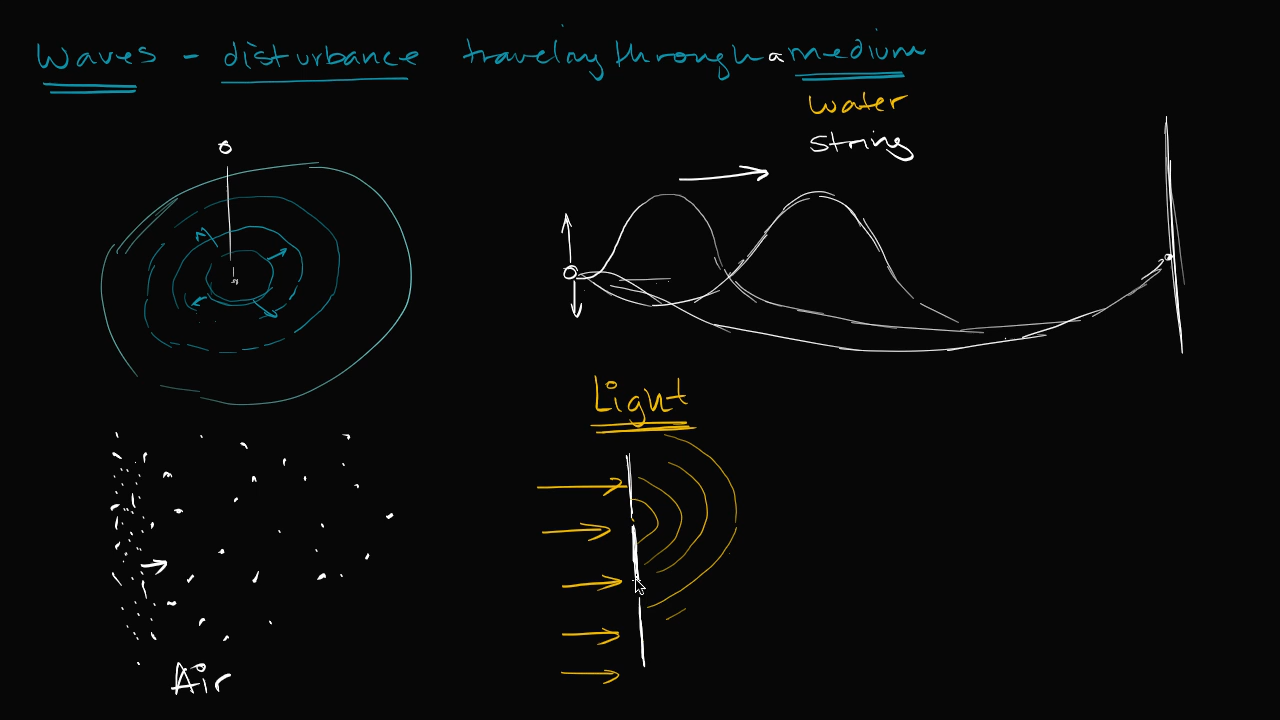 Waves - disturbance traveling through a medium
water
string
Light
Air